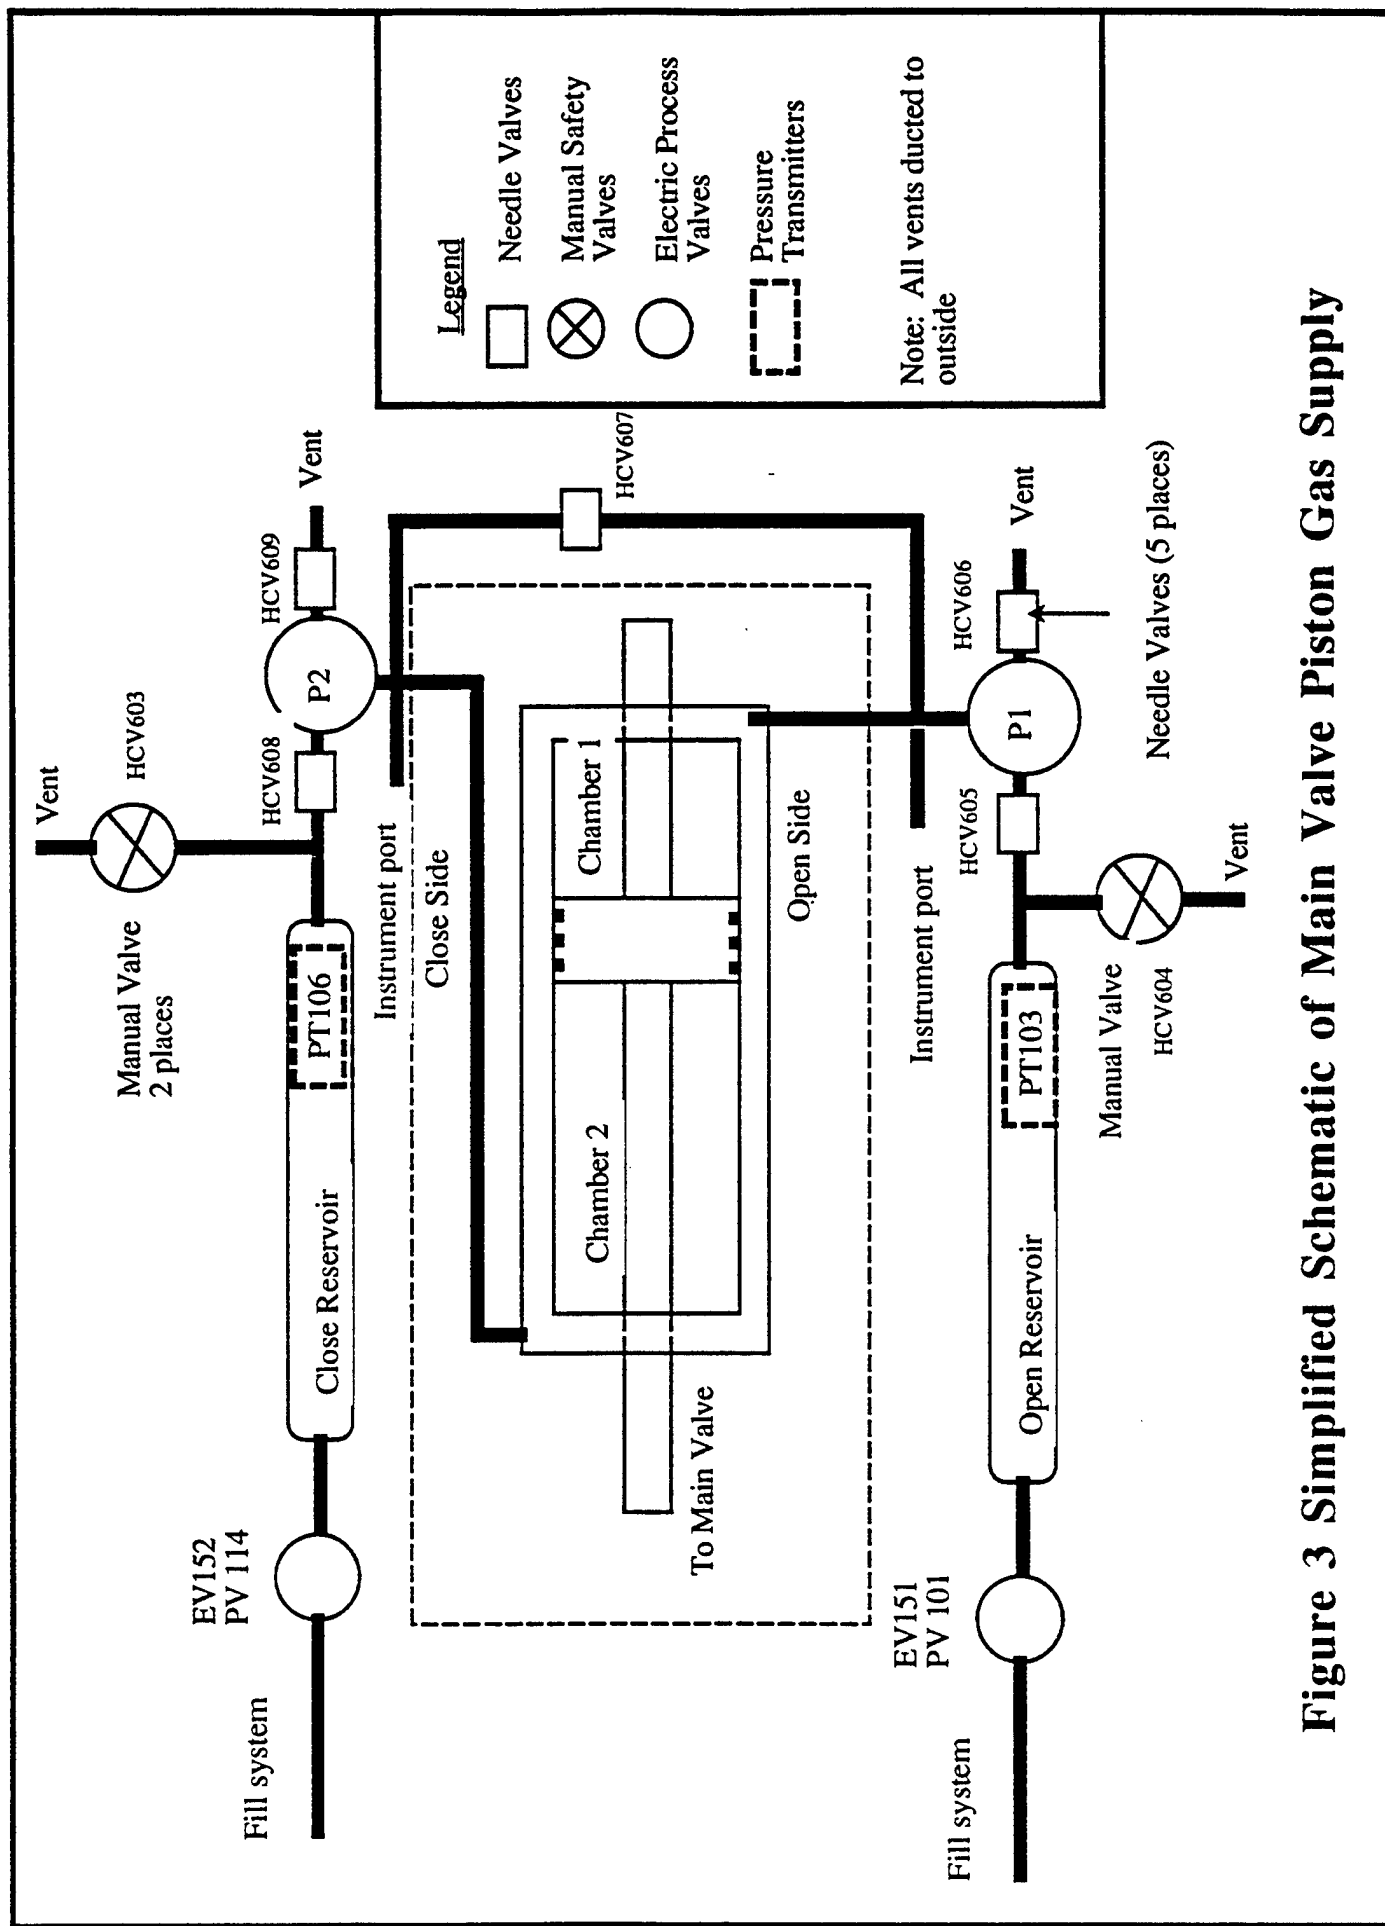 Vent
HCV603
Manual Valve
2 places
HCV608
HCV609
Vent
P2
EV152
PV 114
Fill system
Close Reservoir
PT106
Instrument port
Close Side
HCV607
Chamber 2
Chamber 1
To Main Valve
Open Side
Instrument port
EV151
PV 101
Fill system
Open Reservoir
PT103
HCV605
P1
HCV606
Vent
Manual Valve
HCV604
Vent
Needle Valves (5 places)
Legend
Needle Valves
Manual Safety
Valves
Electric Process
Valves
Pressure
Transmitters
Note: All vents ducted to
outside
Figure 3 Simplified Schematic of Main Valve Piston Gas Supply